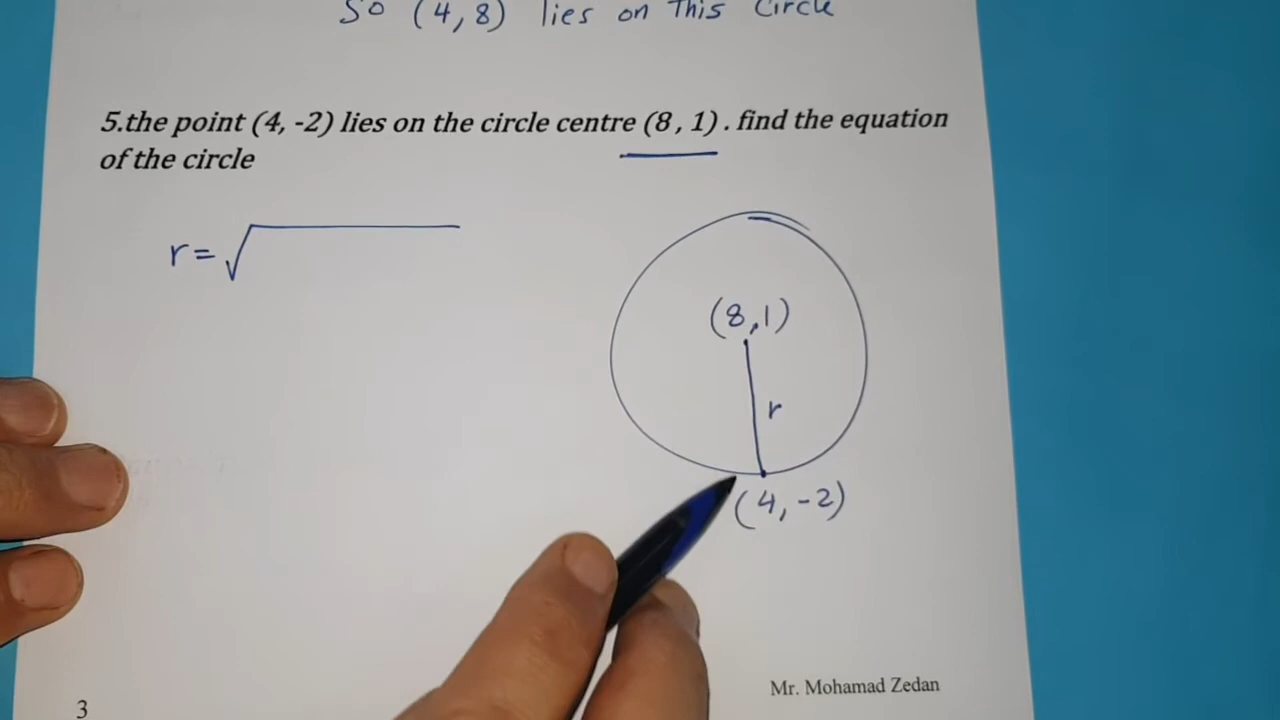 So (4, 8) lies on This Circle
5.the point (4, -2) lies on the circle centre (8 , 1) . find the equation
of the circle
r = √
(8,1)
r
(4,-2)
Mr. Mohamad Zedan
3